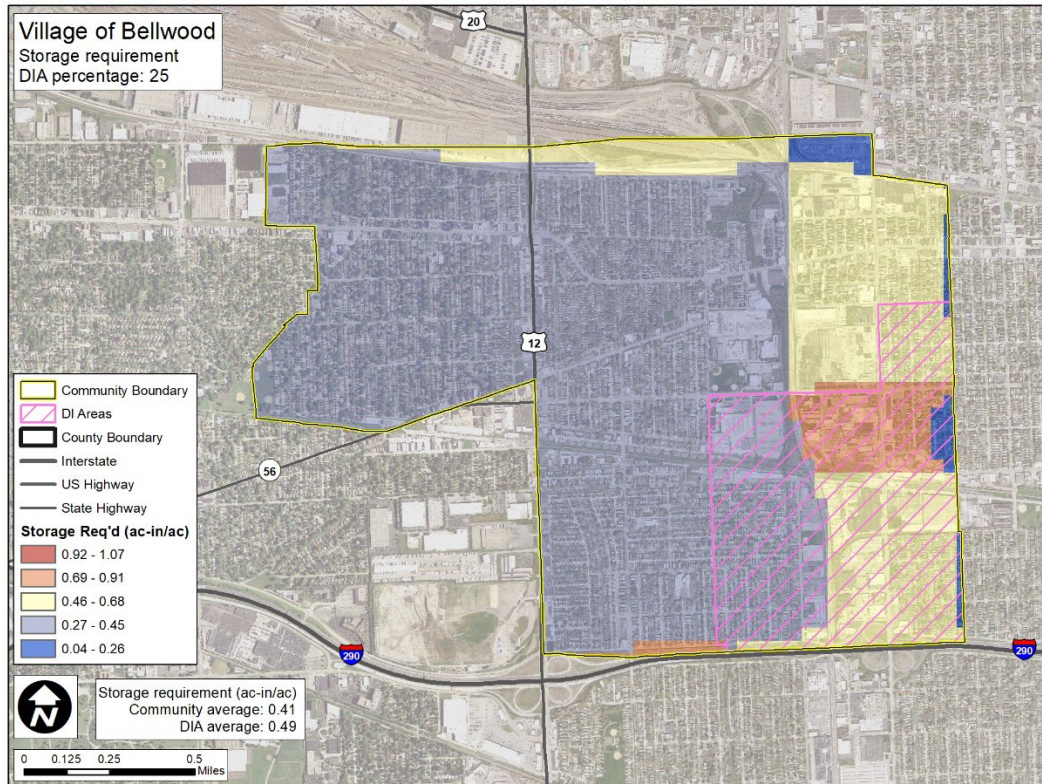 Village of Bellwood
Storage requirement
DIA percentage: 25
20
12
56
290
290
Community Boundary
DI Areas
County Boundary
Interstate
US Highway
State Highway
Storage Req'd (ac-in/ac)
0.92 - 1.07
0.69 - 0.91
0.46 - 0.68
0.27 - 0.45
0.04 - 0.26
N
Storage requirement (ac-in/ac)
Community average: 0.41
DIA average: 0.49
0 0.125 0.25 0.5
Miles